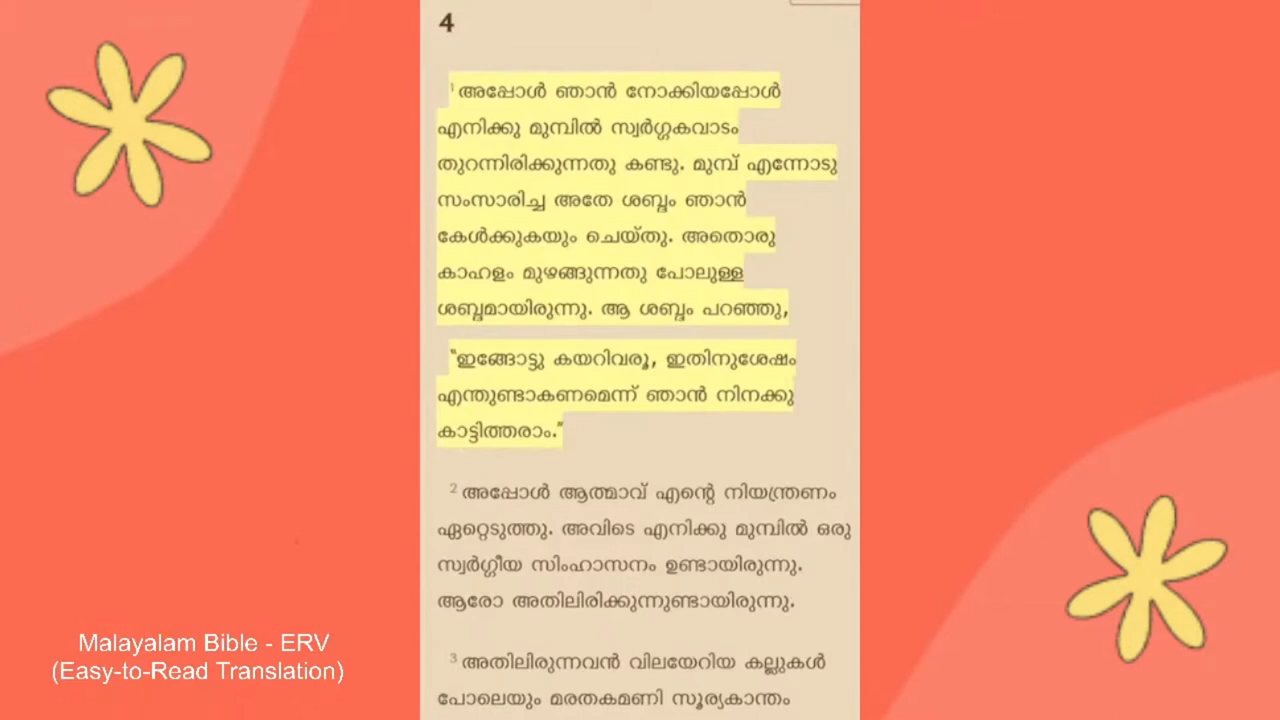 4
1 അപ്പോൾ ഞാൻ നോക്കിയപ്പോൾ
എനിക്കു മുമ്പിൽ സ്വർഗ്ഗകവാടം
തുറന്നിരിക്കുന്നതു കണ്ടു. മുമ്പ് എന്നോടു
സംസാരിച്ച അതേ ശബ്ദം ഞാൻ
കേൾക്കുകയും ചെയ്തു. അതൊരു
കാഹളം മുഴങ്ങുന്നതു പോലുള്ള
ശബ്ദമായിരുന്നു. ആ ശബ്ദം പറഞ്ഞു,
“ഇങ്ങോട്ടു കയറിവരൂ, ഇതിനുശേഷം
എന്തുണ്ടാകണമെന്ന് ഞാൻ നിനക്കു
കാട്ടിത്തരാം.”
2 അപ്പോൾ ആത്മാവ് എന്റെ നിയന്ത്രണം
ഏറ്റെടുത്തു. അവിടെ എനിക്കു മുമ്പിൽ ഒരു
സ്വർഗ്ഗീയ സിംഹാസനം ഉണ്ടായിരുന്നു.
ആരോ അതിലിരിക്കുന്നുണ്ടായിരുന്നു.
3 അതിലിരുന്നവൻ വിലയേറിയ കല്ലുകൾ
പോലെയും മരതകമണി സൂര്യകാന്തം
Malayalam Bible - ERV
(Easy-to-Read Translation)